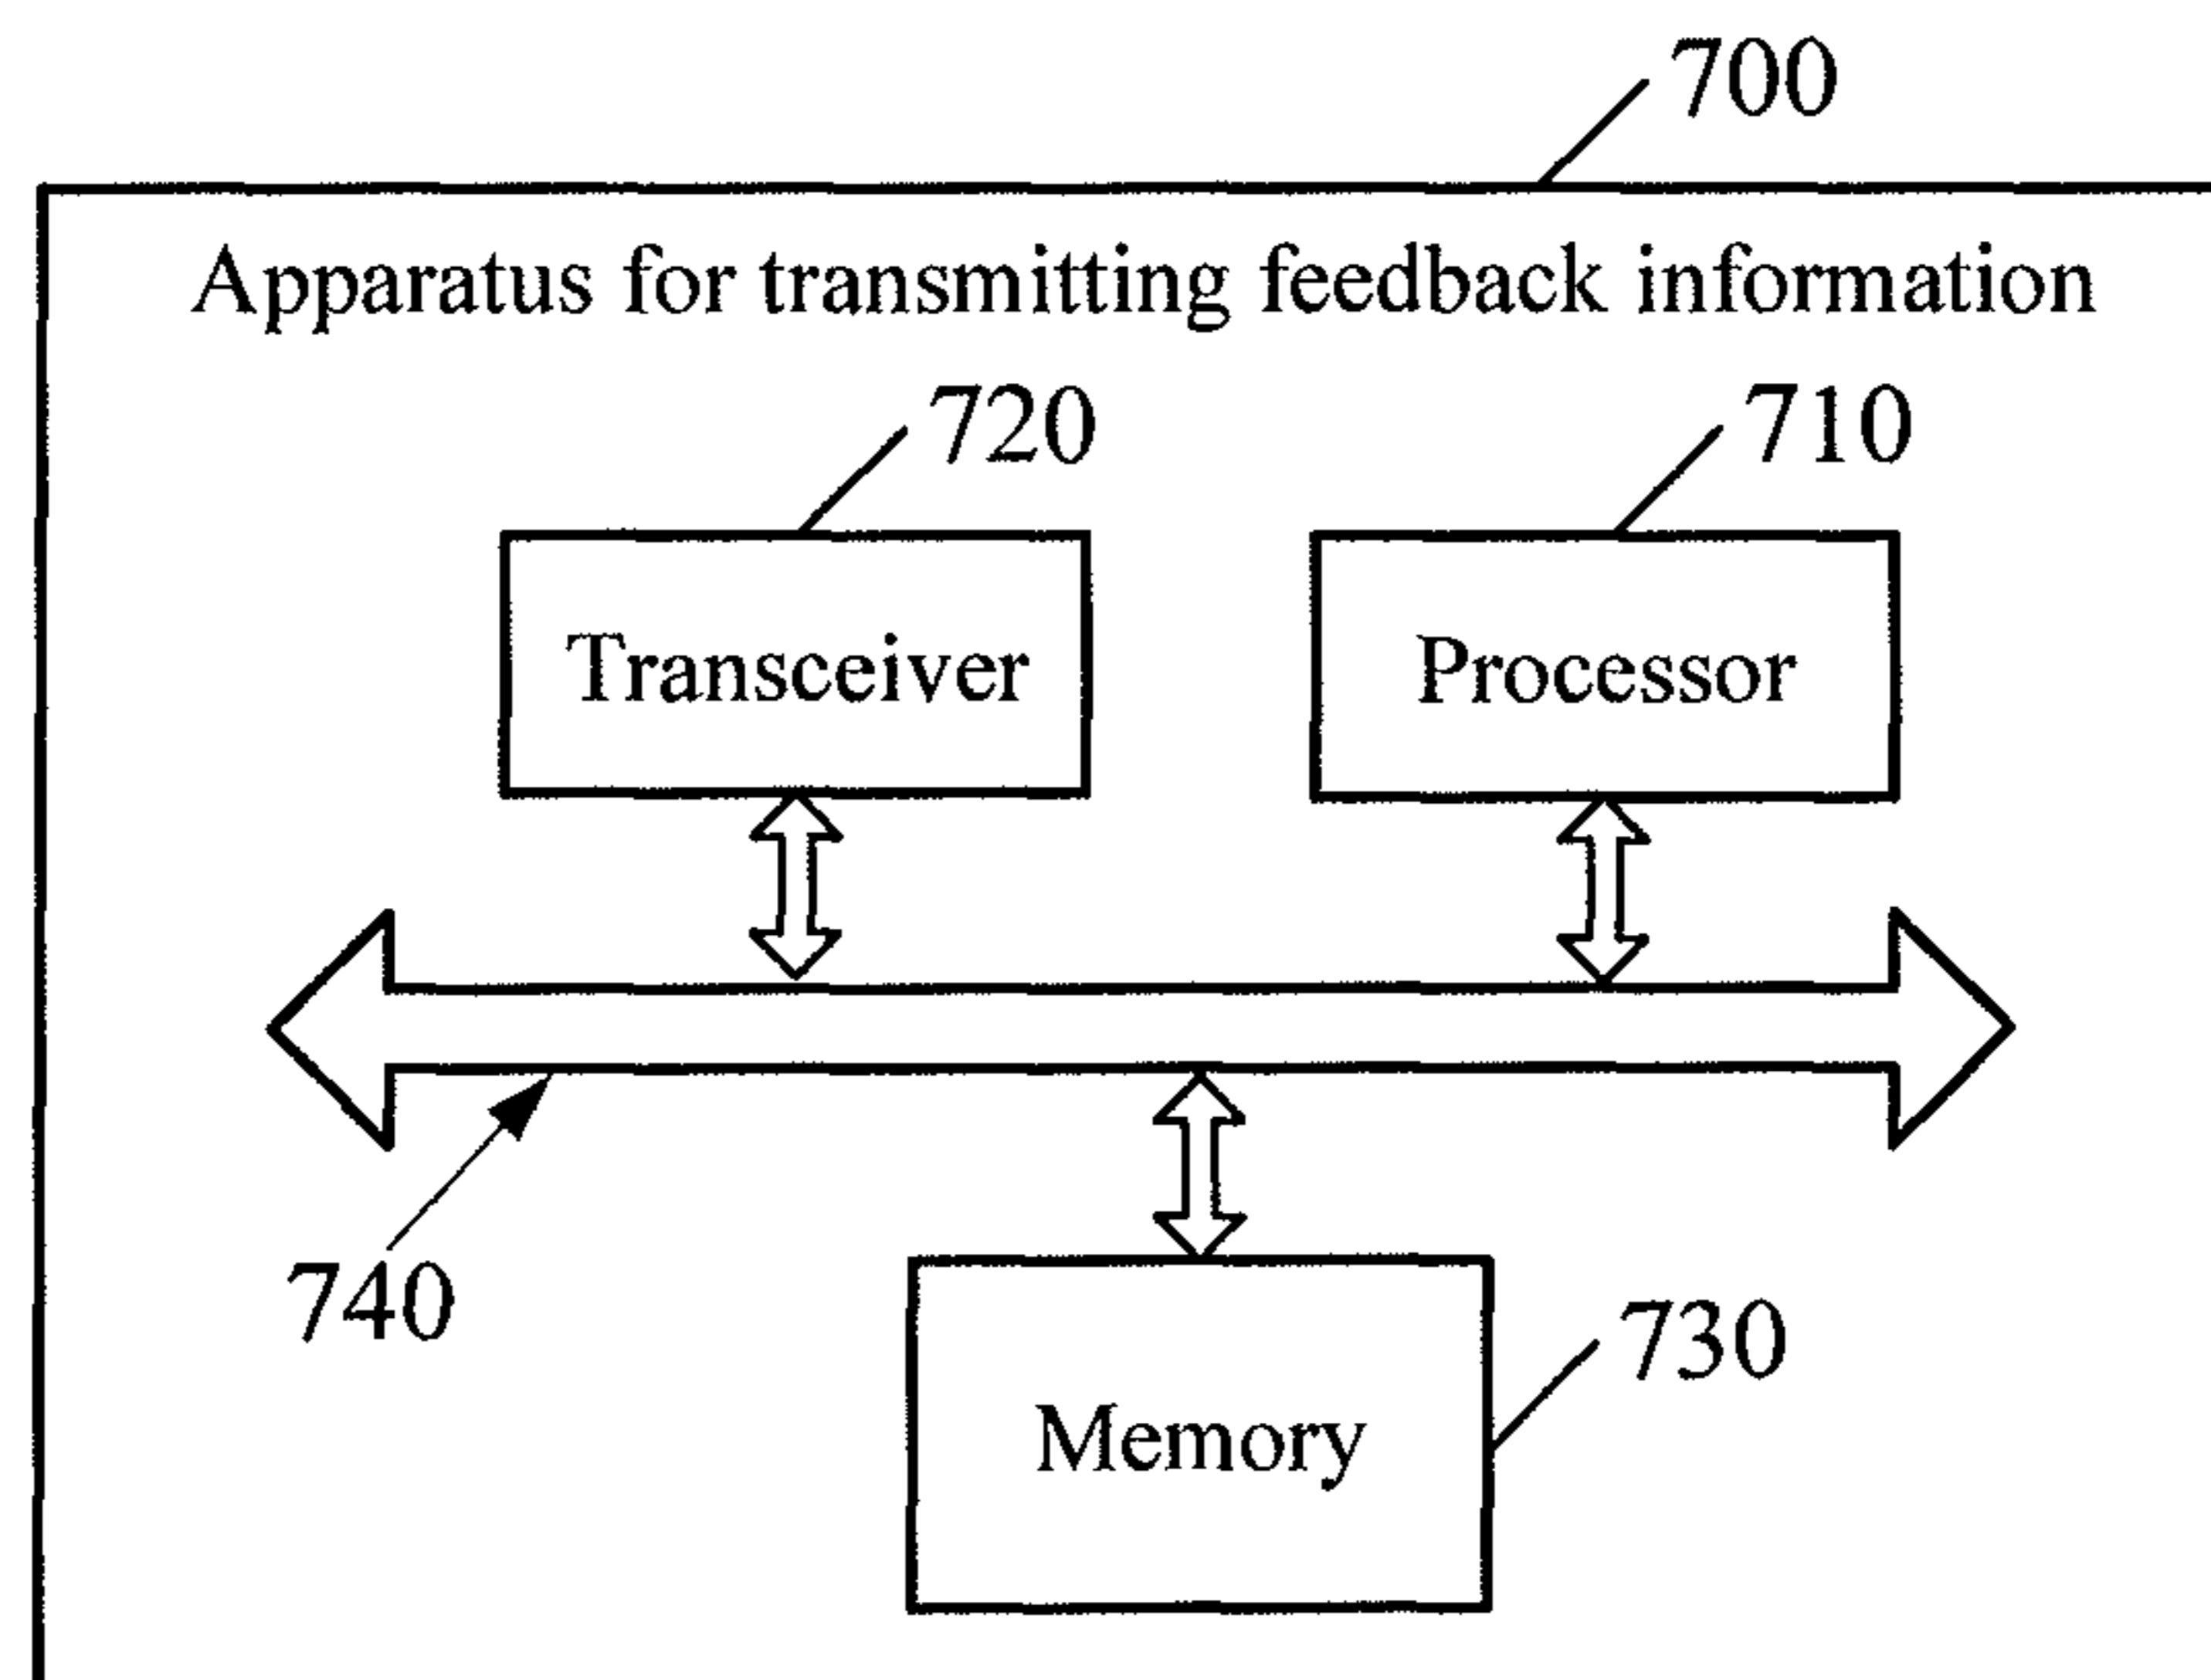 700
Apparatus for transmitting feedback information
720
710
Transceiver
Processor
740
730
Memory